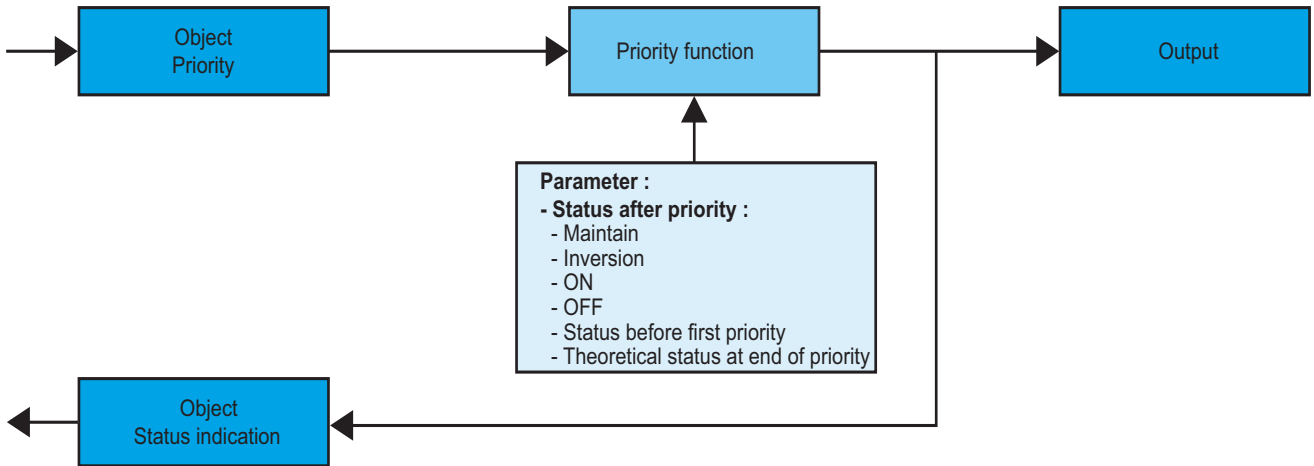 Object
Priority
Priority function
Output
Parameter :
- Status after priority :
- Maintain
- Inversion
- ON
- OFF
- Status before first priority
- Theoretical status at end of priority
Object
Status indication